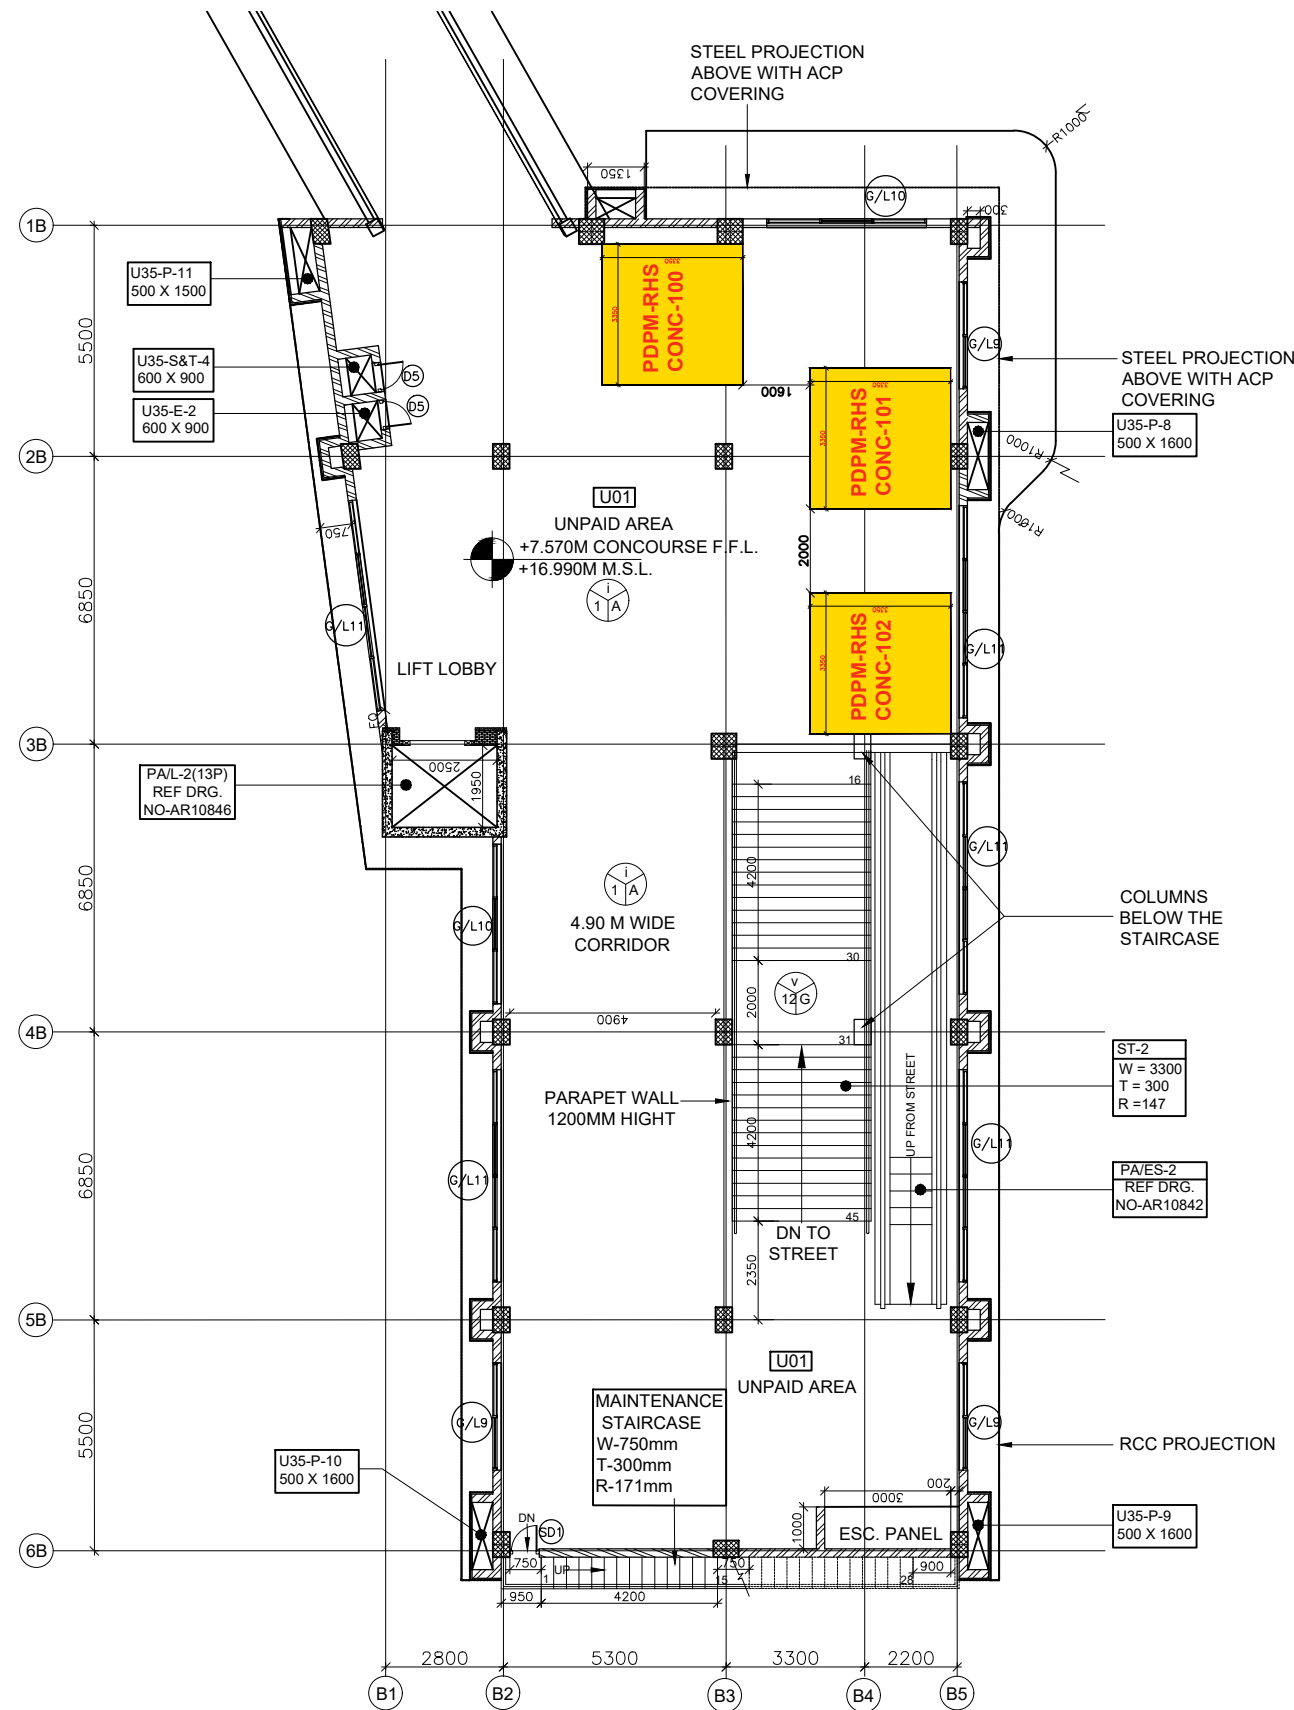 STEEL PROJECTION
ABOVE WITH ACP
COVERING
R1000
1350
G/L10
300
1B
U35-P-11
500 X 1500
3350
3350
PDPM-RHS
CONC-100
5500
U35-S&T-4
600 X 900
D5
U35-E-2
600 X 900
D5
1600
3350
3350
PDPM-RHS
CONC-101
G/L9
STEEL PROJECTION
ABOVE WITH ACP
COVERING
U35-P-8
500 X 1600
R1000
2B
750
U01
UNPAID AREA
+7.570M CONCOURSE F.F.L.
+16.990M M.S.L.
i
1 A
2000
R1000
6850
G/L11
3350
3350
PDPM-RHS
CONC-102
G/L11
LIFT LOBBY
EQ
3B
PA/L-2(13P)
REF DRG.
NO-AR10846
2500
1950
16
G/L11
6850
4200
i
1 A
4.90 M WIDE
CORRIDOR
G/L10
COLUMNS
BELOW THE
STAIRCASE
30
v
12 G
2000
4900
4B
31
ST-2
W = 3300
T = 300
R =147
PARAPET WALL
1200MM HIGHT
UP FROM STREET
G/L11
4200
6850
G/L11
PA/ES-2
REF DRG.
NO-AR10842
45
DN TO
STREET
2350
5B
U01
UNPAID AREA
MAINTENANCE
STAIRCASE
W-750mm
T-300mm
R-171mm
G/L9
G/L9
5500
RCC PROJECTION
U35-P-10
500 X 1600
200
3000
1000
ESC. PANEL
U35-P-9
500 X 1600
DN
SD1
6B
750
UP
1
15
750
28
900
950
4200
2800
5300
3300
2200
B1
B2
B3
B4
B5